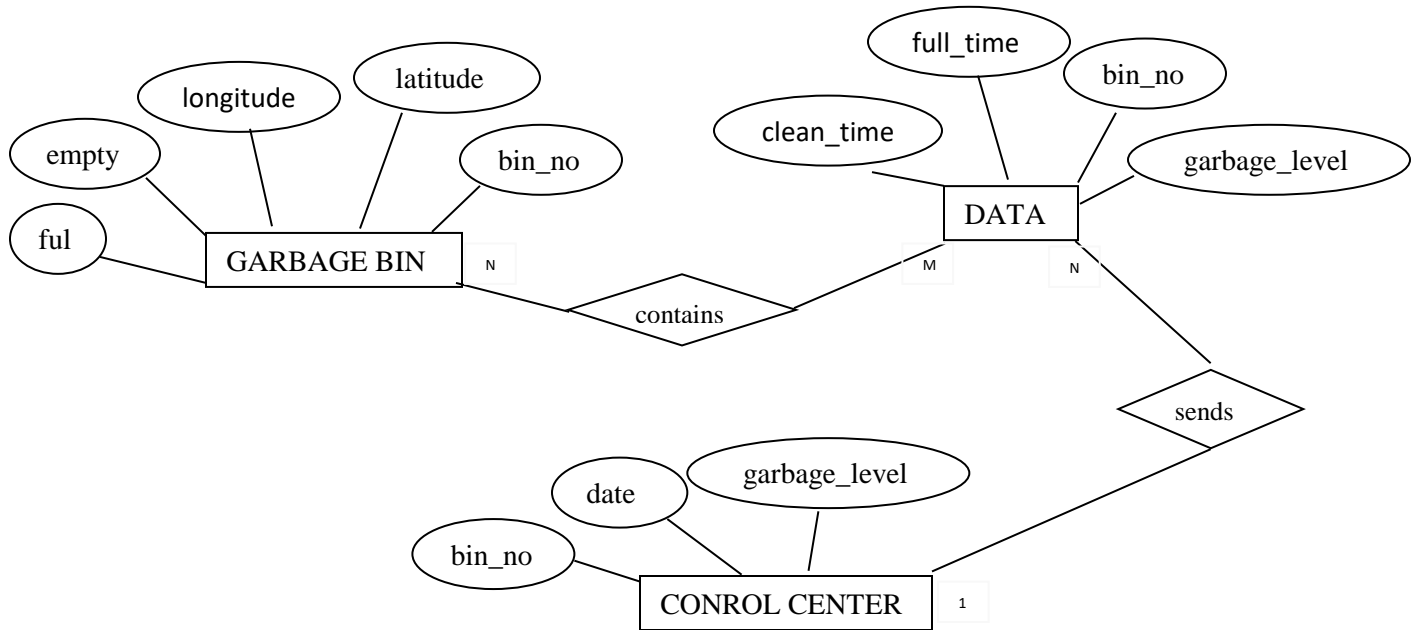 full_time
latitude
bin_no
longitude
clean_time
empty
bin_no
garbage_level
ful
DATA
GARBAGE BIN
N
M
N
contains
sends
garbage_level
date
bin_no
CONROL CENTER
1